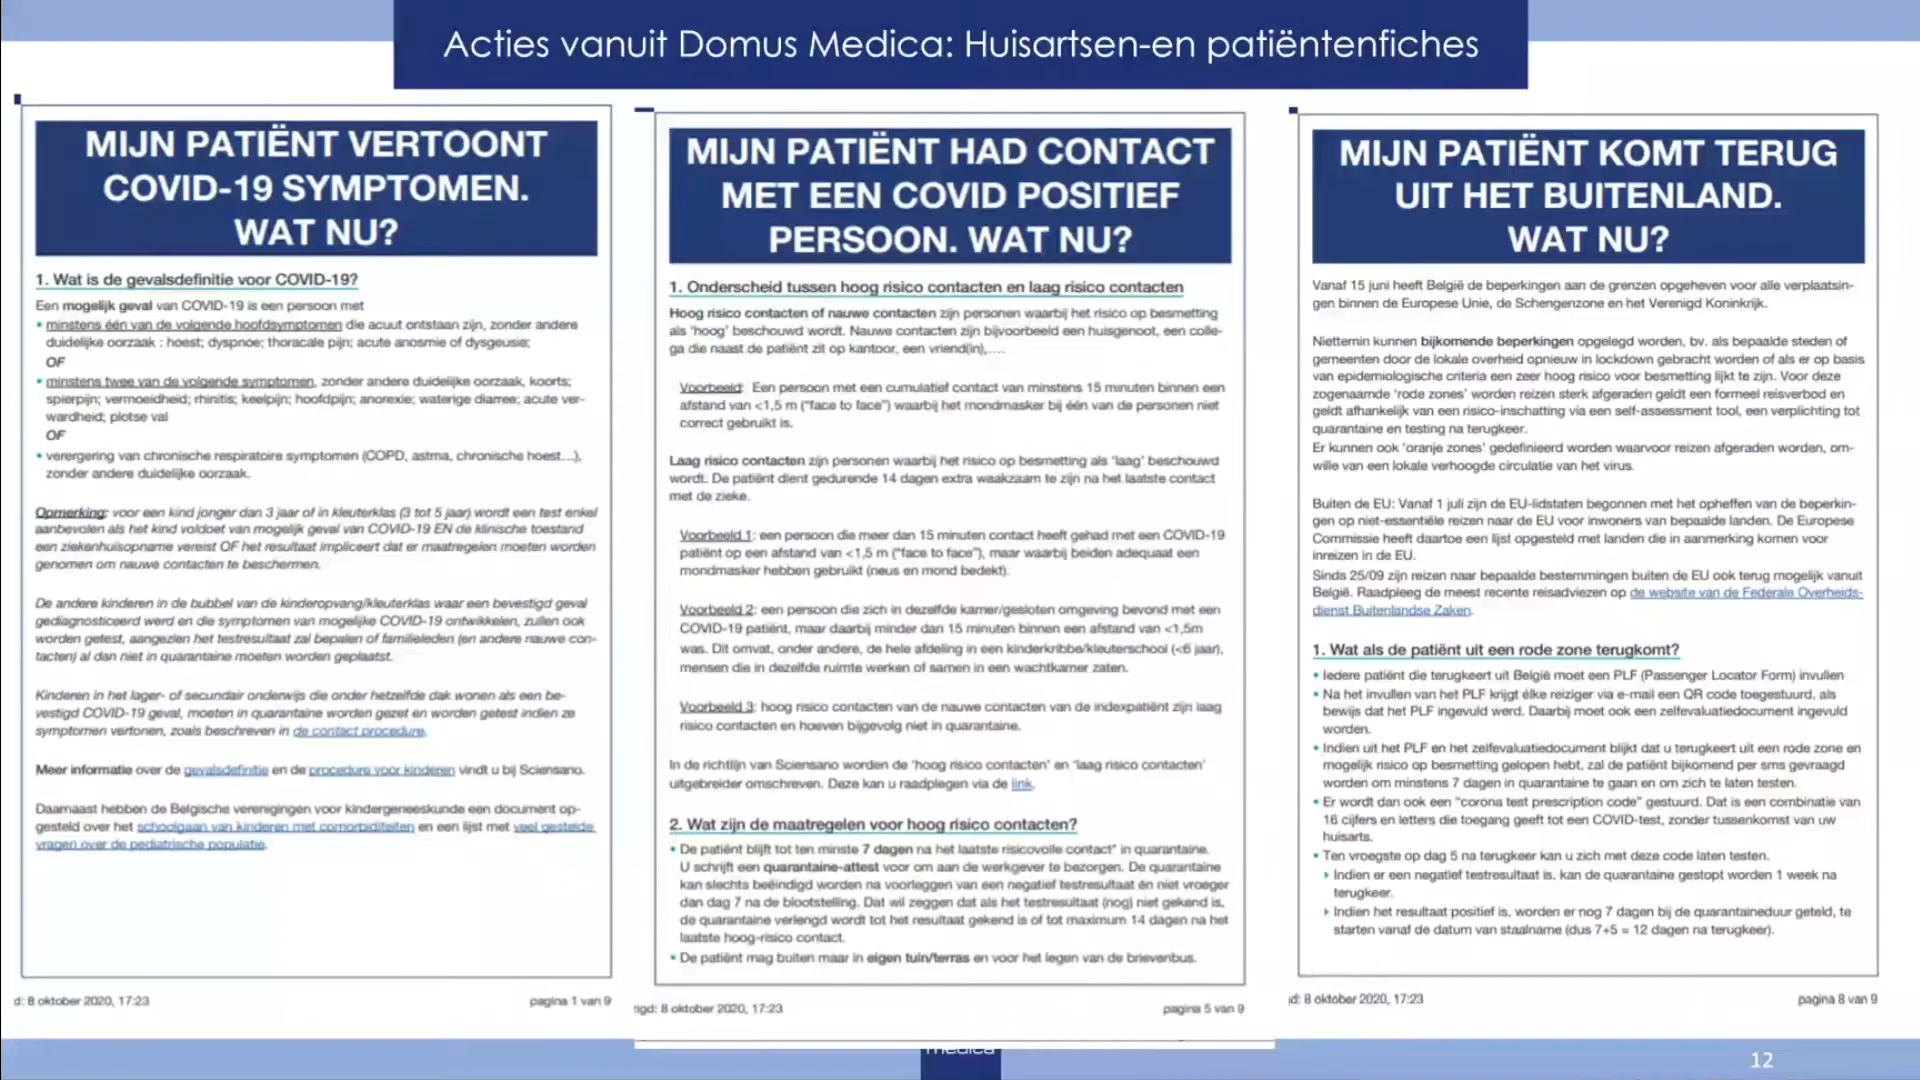 Acties vanuit Domus Medica: Huisartsen-en patiëntenfiches
MIJN PATIËNT VERTOONT
COVID-19 SYMPTOMEN.
WAT NU?
1. Wat is de gevalsdefinitie voor COVID-19?
Een mogelijk geval van COVID-19 is een persoon met
• minstens één van de volgende hoofdsymptomen die acuut ontstaan zijn, zonder andere
duidelijke oorzaak : hoest; dyspnoe; thoracale pijn; acute anosmie of dysgeusie;
OF
• minstens twee van de volgende symptomen, zonder andere duidelijke oorzaak, koorts;
spierpijn; vermoeidheid; rhinitis; keelpijn; hoofdpijn; anorexie; waterige diarree; acute ver-
wardheid; plotse val
OF
• verergering van chronische respiratoire symptomen (COPD, astma, chronische hoest...),
zonder andere duidelijke oorzaak.
Opmerking: voor een kind jonger dan 3 jaar of in kleuterklas (3 tot 5 jaar) wordt een test enkel
aanbevolen als het kind voldoet van mogelijk geval van COVID-19 EN de klinische toestand
een ziekenhuisopname vereist OF het resultaat impliceert dat er maatregelen moeten worden
genomen om nauwe contacten te beschermen.
De andere kinderen in de bubbel van de kinderopvang/kleuterklas waar een bevestigd geval
gediagnosticeerd werd en die symptomen van mogelijke COVID-19 ontwikkelen, zullen ook
worden getest, aangezien het testresultaat zal bepalen of familieleden (en andere nauwe con-
tacten) al dan niet in quarantaine moeten worden geplaatst.
Kinderen in het lager- of secundair onderwijs die onder hetzelfde dak wonen als een be-
vestigd COVID-19 geval, moeten in quarantaine worden gezet en worden getest indien ze
symptomen vertonen, zoals beschreven in de contact procedure.
Meer informatie over de gevalsdefinitie en de procedure voor kinderen vindt u bij Sciensano.
Daarnaast hebben de Belgische verenigingen voor kindergeneeskunde een document op-
gesteld over het schoolgaan van kinderen met comorbiditeiten en een lijst met veel gestelde
vragen over de pediatrische populatie.
d: 8 oktober 2020, 17:23
pagina 1 van 9
MIJN PATIËNT HAD CONTACT
MET EEN COVID POSITIEF
PERSOON. WAT NU?
1. Onderscheid tussen hoog risico contacten en laag risico contacten
Hoog risico contacten of nauwe contacten zijn personen waarbij het risico op besmetting
als 'hoog' beschouwd wordt. Nauwe contacten zijn bijvoorbeeld een huisgenoot, een colle-
ga die naast de patiënt zit op kantoor, een vriend(in),....
Voorbeeld: Een persoon met een cumulatief contact van minstens 15 minuten binnen een
afstand van <1,5 m ("face to face") waarbij het mondmasker bij één van de personen niet
correct gebruikt is.
Laag risico contacten zijn personen waarbij het risico op besmetting als 'laag' beschouwd
wordt. De patiënt dient gedurende 14 dagen extra waakzaam te zijn na het laatste contact
met de zieke.
Voorbeeld 1: een persoon die meer dan 15 minuten contact heeft gehad met een COVID-19
patiënt op een afstand van <1,5 m ("face to face"), maar waarbij beiden adequaat een
mondmasker hebben gebruikt (neus en mond bedekt).
Voorbeeld 2: een persoon die zich in dezelfde kamer/gesloten omgeving bevond met een
COVID-19 patiënt, maar daarbij minder dan 15 minuten binnen een afstand van <1,5m
was. Dit omvat, onder andere, de hele afdeling in een kinderkribbe/kleuterschool (<6 jaar),
mensen die in dezelfde ruimte werken of samen in een wachtkamer zaten.
Voorbeeld 3: hoog risico contacten van de nauwe contacten van de indexpatiënt zijn laag
risico contacten en hoeven bijgevolg niet in quarantaine.
In de richtlijn van Sciensano worden de 'hoog risico contacten' en 'laag risico contacten'
uitgebreider omschreven. Deze kan u raadplegen via de link.
2. Wat zijn de maatregelen voor hoog risico contacten?
• De patiënt blijft tot ten minste 7 dagen na het laatste risicovolle contact* in quarantaine.
U schrijft een quarantaine-attest voor om aan de werkgever te bezorgen. De quarantaine
kan slechts beëindigd worden na voorleggen van een negatief testresultaat én niet vroeger
dan dag 7 na de blootstelling. Dat wil zeggen dat als het testresultaat (nog) niet gekend is,
de quarantaine verlengd wordt tot het resultaat gekend is of tot maximum 14 dagen na het
laatste hoog-risico contact.
• De patiënt mag buiten maar in eigen tuin/terras en voor het legen van de brievenbus.
igd: 8 oktober 2020, 17:23
pagina 5 van 9
MIJN PATIËNT KOMT TERUG
UIT HET BUITENLAND.
WAT NU?
Vanaf 15 juni heeft België de beperkingen aan de grenzen opgeheven voor alle verplaatsin-
gen binnen de Europese Unie, de Schengenzone en het Verenigd Koninkrijk.
Niettemin kunnen bijkomende beperkingen opgelegd worden, bv. als bepaalde steden of
gemeenten door de lokale overheid opnieuw in lockdown gebracht worden of als er op basis
van epidemiologische criteria een zeer hoog risico voor besmetting lijkt te zijn. Voor deze
zogenaamde 'rode zones' worden reizen sterk afgeraden geldt een formeel reisverbod en
geldt afhankelijk van een risico-inschatting via een self-assessment tool, een verplichting tot
quarantaine en testing na terugkeer.
Er kunnen ook 'oranje zones' gedefinieerd worden waarvoor reizen afgeraden worden, om-
wille van een lokale verhoogde circulatie van het virus.
Buiten de EU: Vanaf 1 juli zijn de EU-lidstaten begonnen met het opheffen van de beperkin-
gen op niet-essentiële reizen naar de EU voor inwoners van bepaalde landen. De Europese
Commissie heeft daartoe een lijst opgesteld met landen die in aanmerking komen voor
inreizen in de EU.
Sinds 25/09 zijn reizen naar bepaalde bestemmingen buiten de EU ook terug mogelijk vanuit
België. Raadpleeg de meest recente reisadviezen op de website van de Federale Overheids-
dienst Buitenlandse Zaken.
1. Wat als de patiënt uit een rode zone terugkomt?
• Iedere patiënt die terugkeert uit België moet een PLF (Passenger Locator Form) invullen
• Na het invullen van het PLF krijgt élke reiziger via e-mail een QR code toegestuurd, als
bewijs dat het PLF ingevuld werd. Daarbij moet ook een zelfevaluatiedocument ingevuld
worden.
• Indien uit het PLF en het zelfevaluatiedocument blijkt dat u terugkeert uit een rode zone en
mogelijk risico op besmetting gelopen hebt, zal de patiënt bijkomend per sms gevraagd
worden om minstens 7 dagen in quarantaine te gaan en om zich te laten testen.
• Er wordt dan ook een "corona test prescription code" gestuurd. Dat is een combinatie van
16 cijfers en letters die toegang geeft tot een COVID-test, zonder tussenkomst van uw
huisarts.
• Ten vroegste op dag 5 na terugkeer kan u zich met deze code laten testen.
Indien er een negatief testresultaat is, kan de quarantaine gestopt worden 1 week na
terugkeer.
Indien het resultaat positief is, worden er nog 7 dagen bij de quarantaineduur geteld, te
starten vanaf de datum van staalname (dus 7+5 = 12 dagen na terugkeer).
d: 8 oktober 2020, 17:23
pagina 8 van 9
medica
12